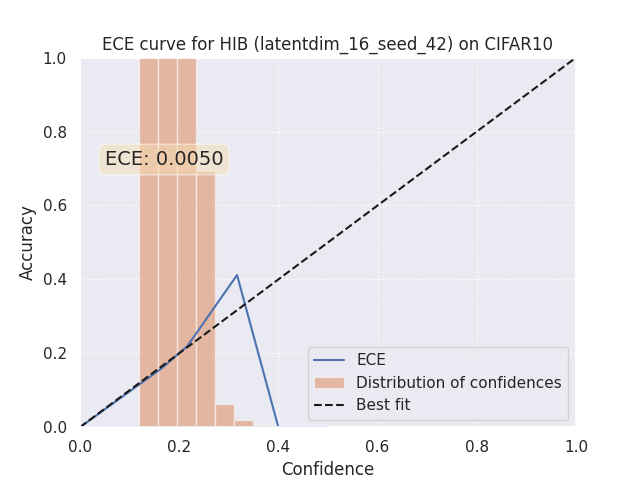 ECE curve for HIB (latentdim_16_seed_42) on CIFAR10
1.0
0.8
0.6
0.4
0.2
0.0
Accuracy
ECE: 0.0050
ECE
Distribution of confidences
Best fit
0.0 0.2 0.4 0.6 0.8 1.0
Confidence